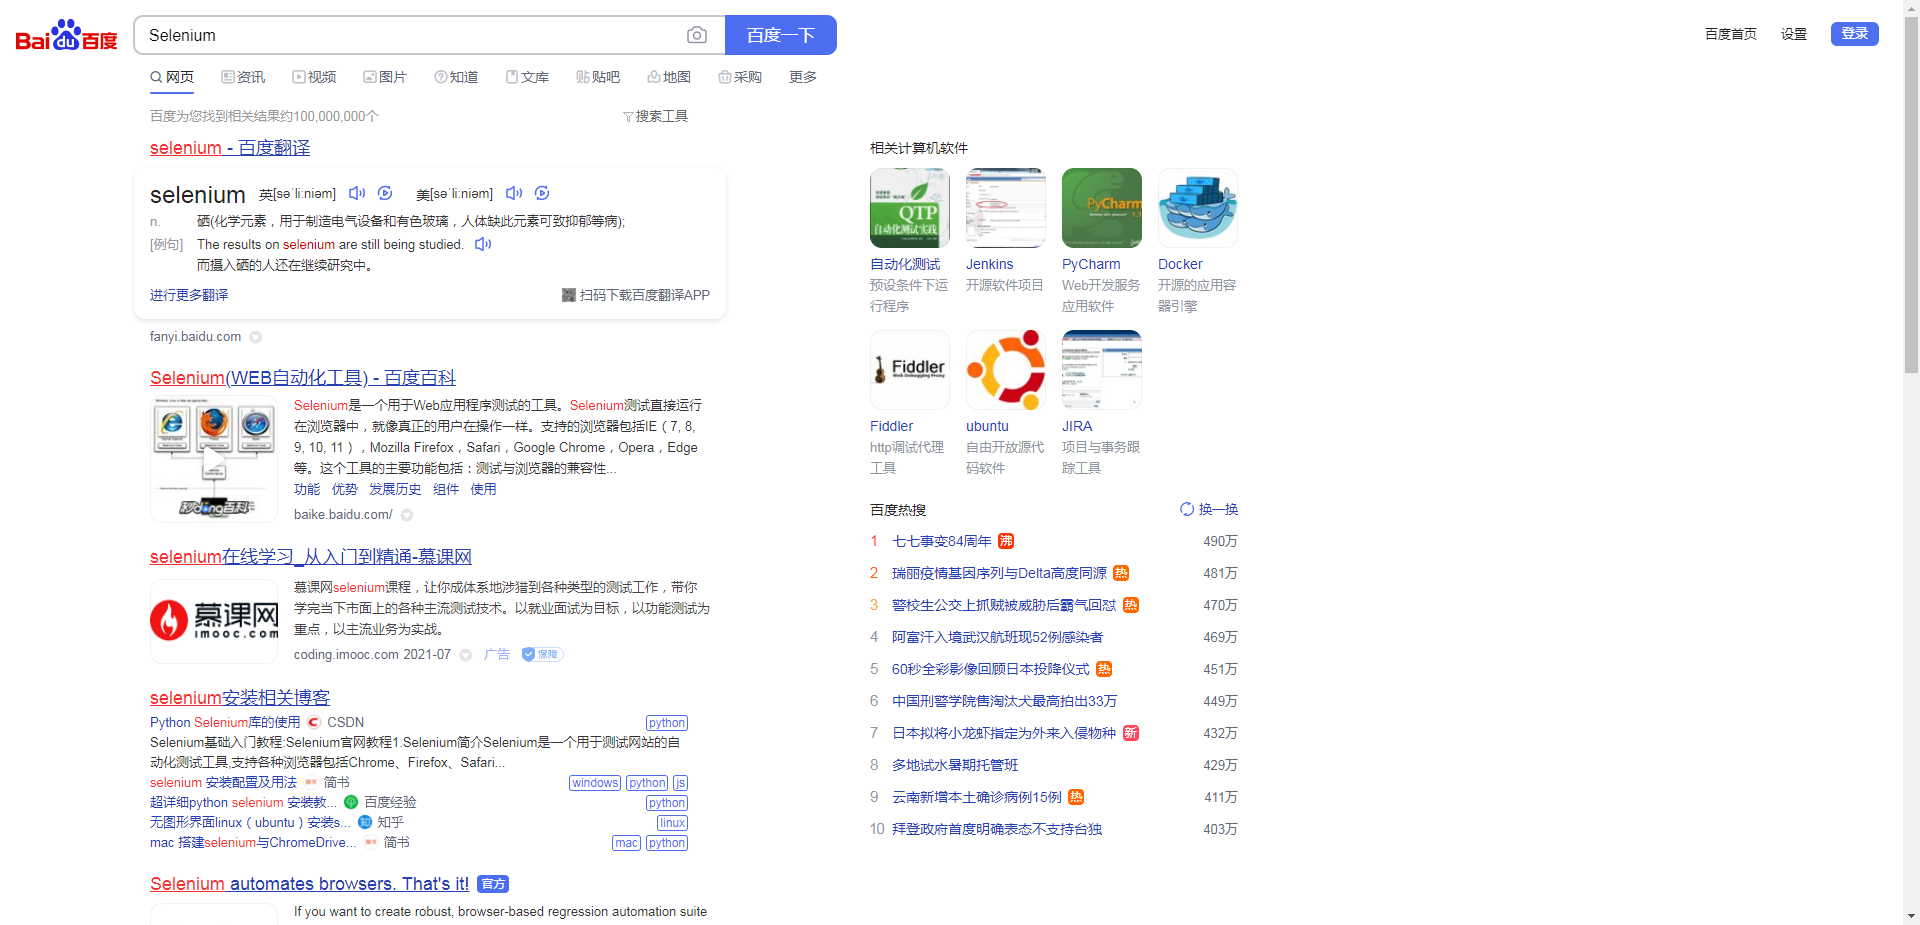 Bai du 百度
Selenium
百度一下
百度首页 设置 登录
网页 资讯 视频 图片 知道 文库 贴吧 地图 采购 更多
百度为您找到相关结果约100,000,000个
搜索工具
selenium - 百度翻译
selenium 英[səˈliːniəm] 美[səˈliːniəm]
n. 硒(化学元素，用于制造电气设备和有色玻璃，人体缺此元素可致抑郁等病);
[例句] The results on selenium are still being studied.
而摄入硒的人还在继续研究中。
进行更多翻译 扫码下载百度翻译APP
fanyi.baidu.com
Selenium(WEB自动化工具) - 百度百科
Selenium是一个用于Web应用程序测试的工具。Selenium测试直接运行
在浏览器中，就像真正的用户在操作一样。支持的浏览器包括IE（7, 8,
9, 10, 11），Mozilla Firefox，Safari，Google Chrome，Opera，Edge
等。这个工具的主要功能包括：测试与浏览器的兼容性...
功能 优势 发展历史 组件 使用
秒dǒng百科
baike.baidu.com/
selenium在线学习_从入门到精通-慕课网
慕课网
imooc.com
慕课网selenium课程，让你成体系地涉猎到各种类型的测试工作，带你
学完当下市面上的各种主流测试技术。以就业面试为目标，以功能测试为
重点，以主流业务为实战。
coding.imooc.com 2021-07 广告 保障
selenium安装相关博客
Python Selenium库的使用 CSDN python
Selenium基础入门教程:Selenium官网教程1.Selenium简介Selenium是一个用于测试网站的自
动化测试工具,支持各种浏览器包括Chrome、Firefox、Safari...
selenium 安装配置及用法 简书 windows python js
超详细python selenium 安装教... 百度经验 python
无图形界面linux（ubuntu）安装s... 知 知乎 linux
mac 搭建selenium与ChromeDrive... 简书 mac python
Selenium automates browsers. That's it! 官方
If you want to create robust, browser-based regression automation suite
相关计算机软件
QTP
自动化测试实践
PyCharm
自动化测试 Jenkins PyCharm Docker
预设条件下运 开源软件项目 Web开发服务 开源的应用容
行程序 应用软件 器引擎
Fiddler
Web Debugging Proxy
Fiddler ubuntu JIRA
http调试代理 自由开放源代 项目与事务跟
工具 码软件 踪工具
百度热搜 换一换
1 七七事变84周年 沸 490万
2 瑞丽疫情基因序列与Delta高度同源 热 481万
3 警校生公交上抓贼被威胁后霸气回怼 热 470万
4 阿富汗入境武汉航班现52例感染者 469万
5 60秒全彩影像回顾日本投降仪式 热 451万
6 中国刑警学院售淘汰犬最高拍出33万 449万
7 日本拟将小龙虾指定为外来入侵物种 新 432万
8 多地试水暑期托管班 429万
9 云南新增本土确诊病例15例 热 411万
10 拜登政府首度明确表态不支持台独 403万